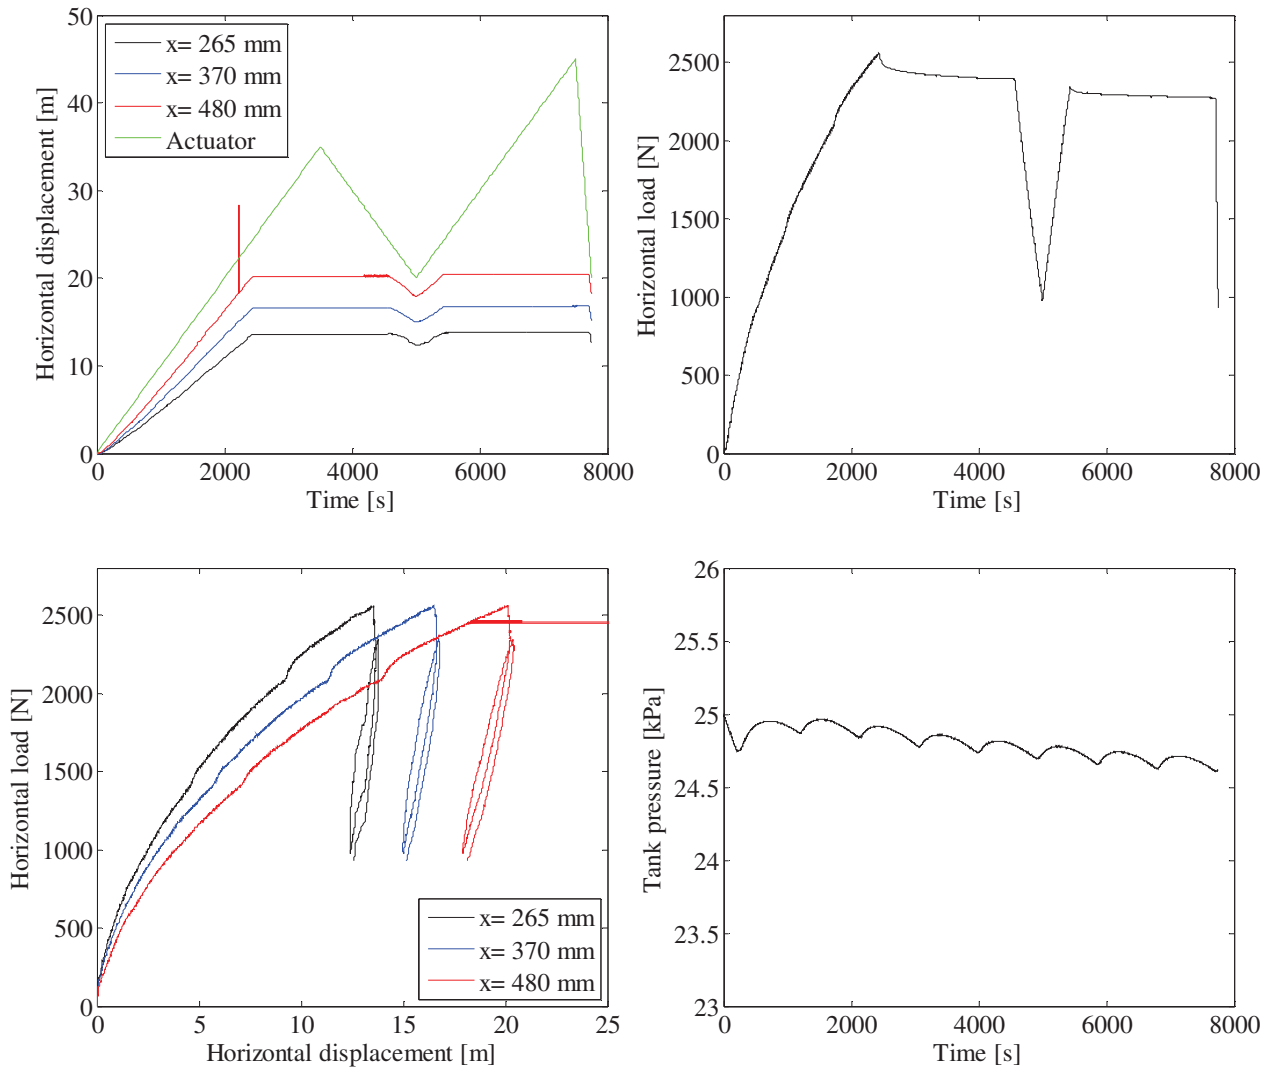 50
45
40
35
30
25
20
15
10
0
Horizontal displacement [m]
x= 265 mm
x= 370 mm
x= 480 mm
Actuator
0 2000 4000 6000 8000
Time [s]
2500
2000
1500
1000
500
0
Horizontal load [N]
0 2000 4000 6000 8000
Time [s]
2500
2000
1500
1000
500
0
Horizontal load [N]
x= 265 mm
x= 370 mm
x= 480 mm
0 5 10 15 20 25
Horizontal displacement [m]
26
25.5
25
24.5
24
23.5
23
Tank pressure [kPa]
0 2000 4000 6000 8000
Time [s]